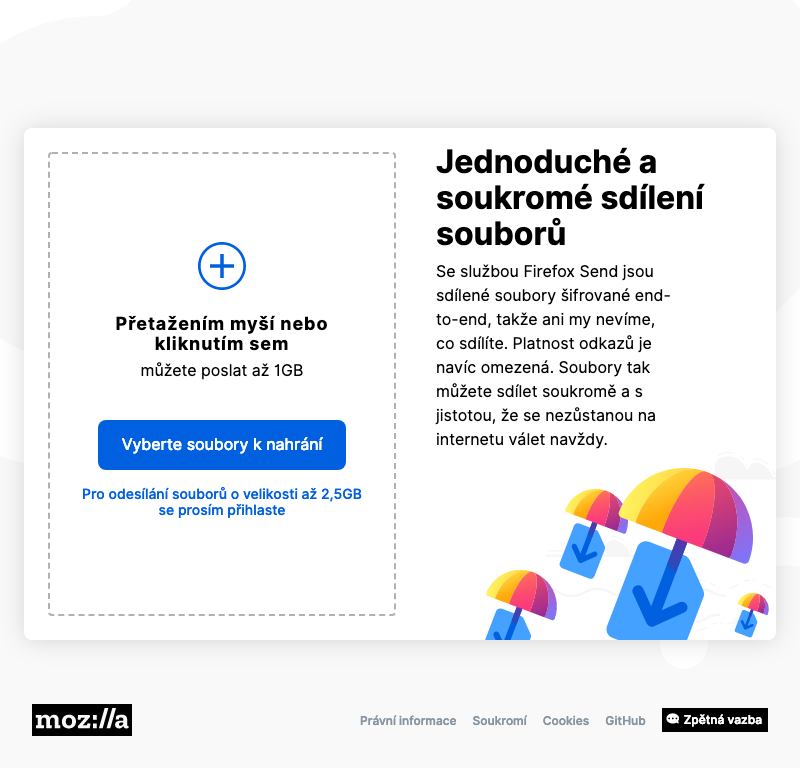 Přetažením myší nebo
kliknutím sem
můžete poslat až 1GB
Vyberte soubory k nahrání
Pro odesílání souborů o velikosti až 2,5GB
se prosím přihlaste
Jednoduché a
soukromé sdílení
souborů
Se službou Firefox Send jsou
sdílené soubory šifrované end-
to-end, takže ani my nevíme,
co sdílíte. Platnost odkazů je
navíc omezená. Soubory tak
můžete sdílet soukromě a s
jistotou, že se nezůstanou na
internetu válet navždy.
moz://a
Právní informace Soukromí Cookies GitHub Zpětná vazba